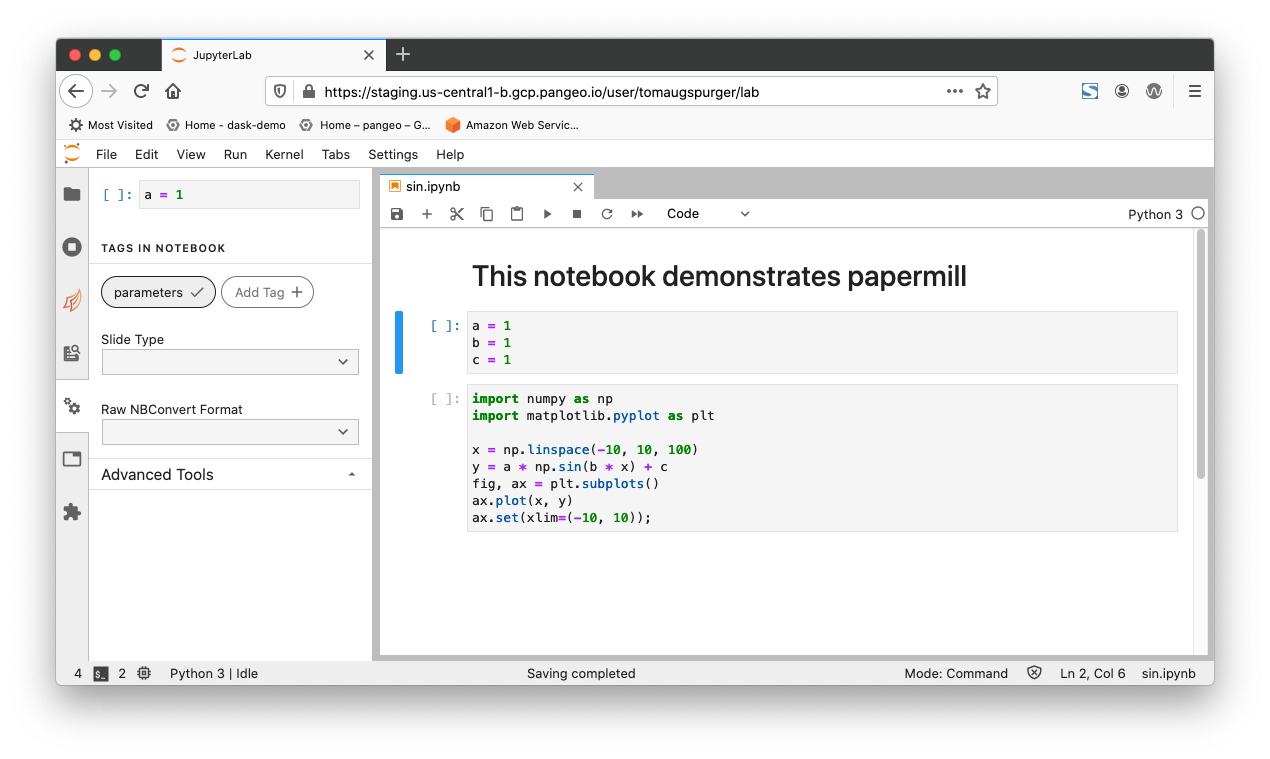 JupyterLab
https://staging.us-central1-b.gcp.pangeo.io/user/tomaugspurger/lab
Most Visited Home - dask-demo Home – pangeo – G... Amazon Web Servic...
File Edit View Run Kernel Tabs Settings Help
[ ]: a = 1
TAGS IN NOTEBOOK
parameters Add Tag +
Slide Type
Raw NBConvert Format
Advanced Tools
sin.ipynb
Code Python 3
This notebook demonstrates papermill
[ ]: a = 1
b = 1
c = 1
[ ]: import numpy as np
import matplotlib.pyplot as plt
x = np.linspace(-10, 10, 100)
y = a * np.sin(b * x) + c
fig, ax = plt.subplots()
ax.plot(x, y)
ax.set(xlim=(-10, 10));
4 $_ 2 Python 3 | Idle Saving completed Mode: Command Ln 2, Col 6 sin.ipynb